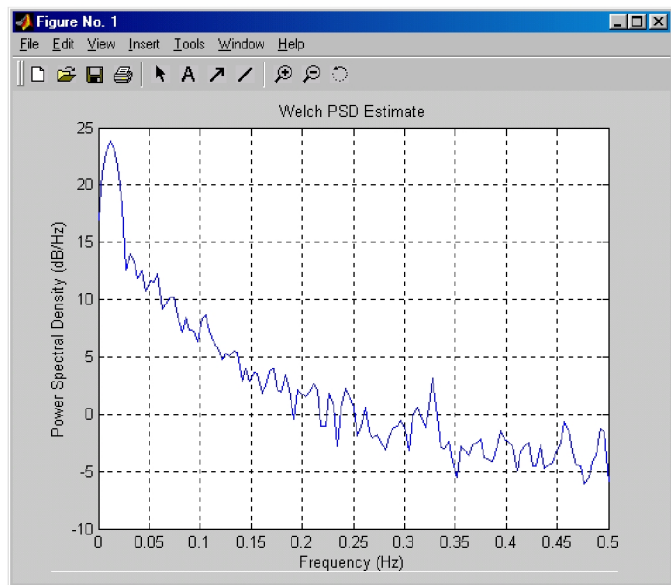 Figure No. 1
File Edit View Insert Tools Window Help
A
Welch PSD Estimate
Power Spectral Density (dB/Hz)
25
20
15
10
5
0
-5
-10
0 0.05 0.1 0.15 0.2 0.25 0.3 0.35 0.4 0.45 0.5
Frequency (Hz)